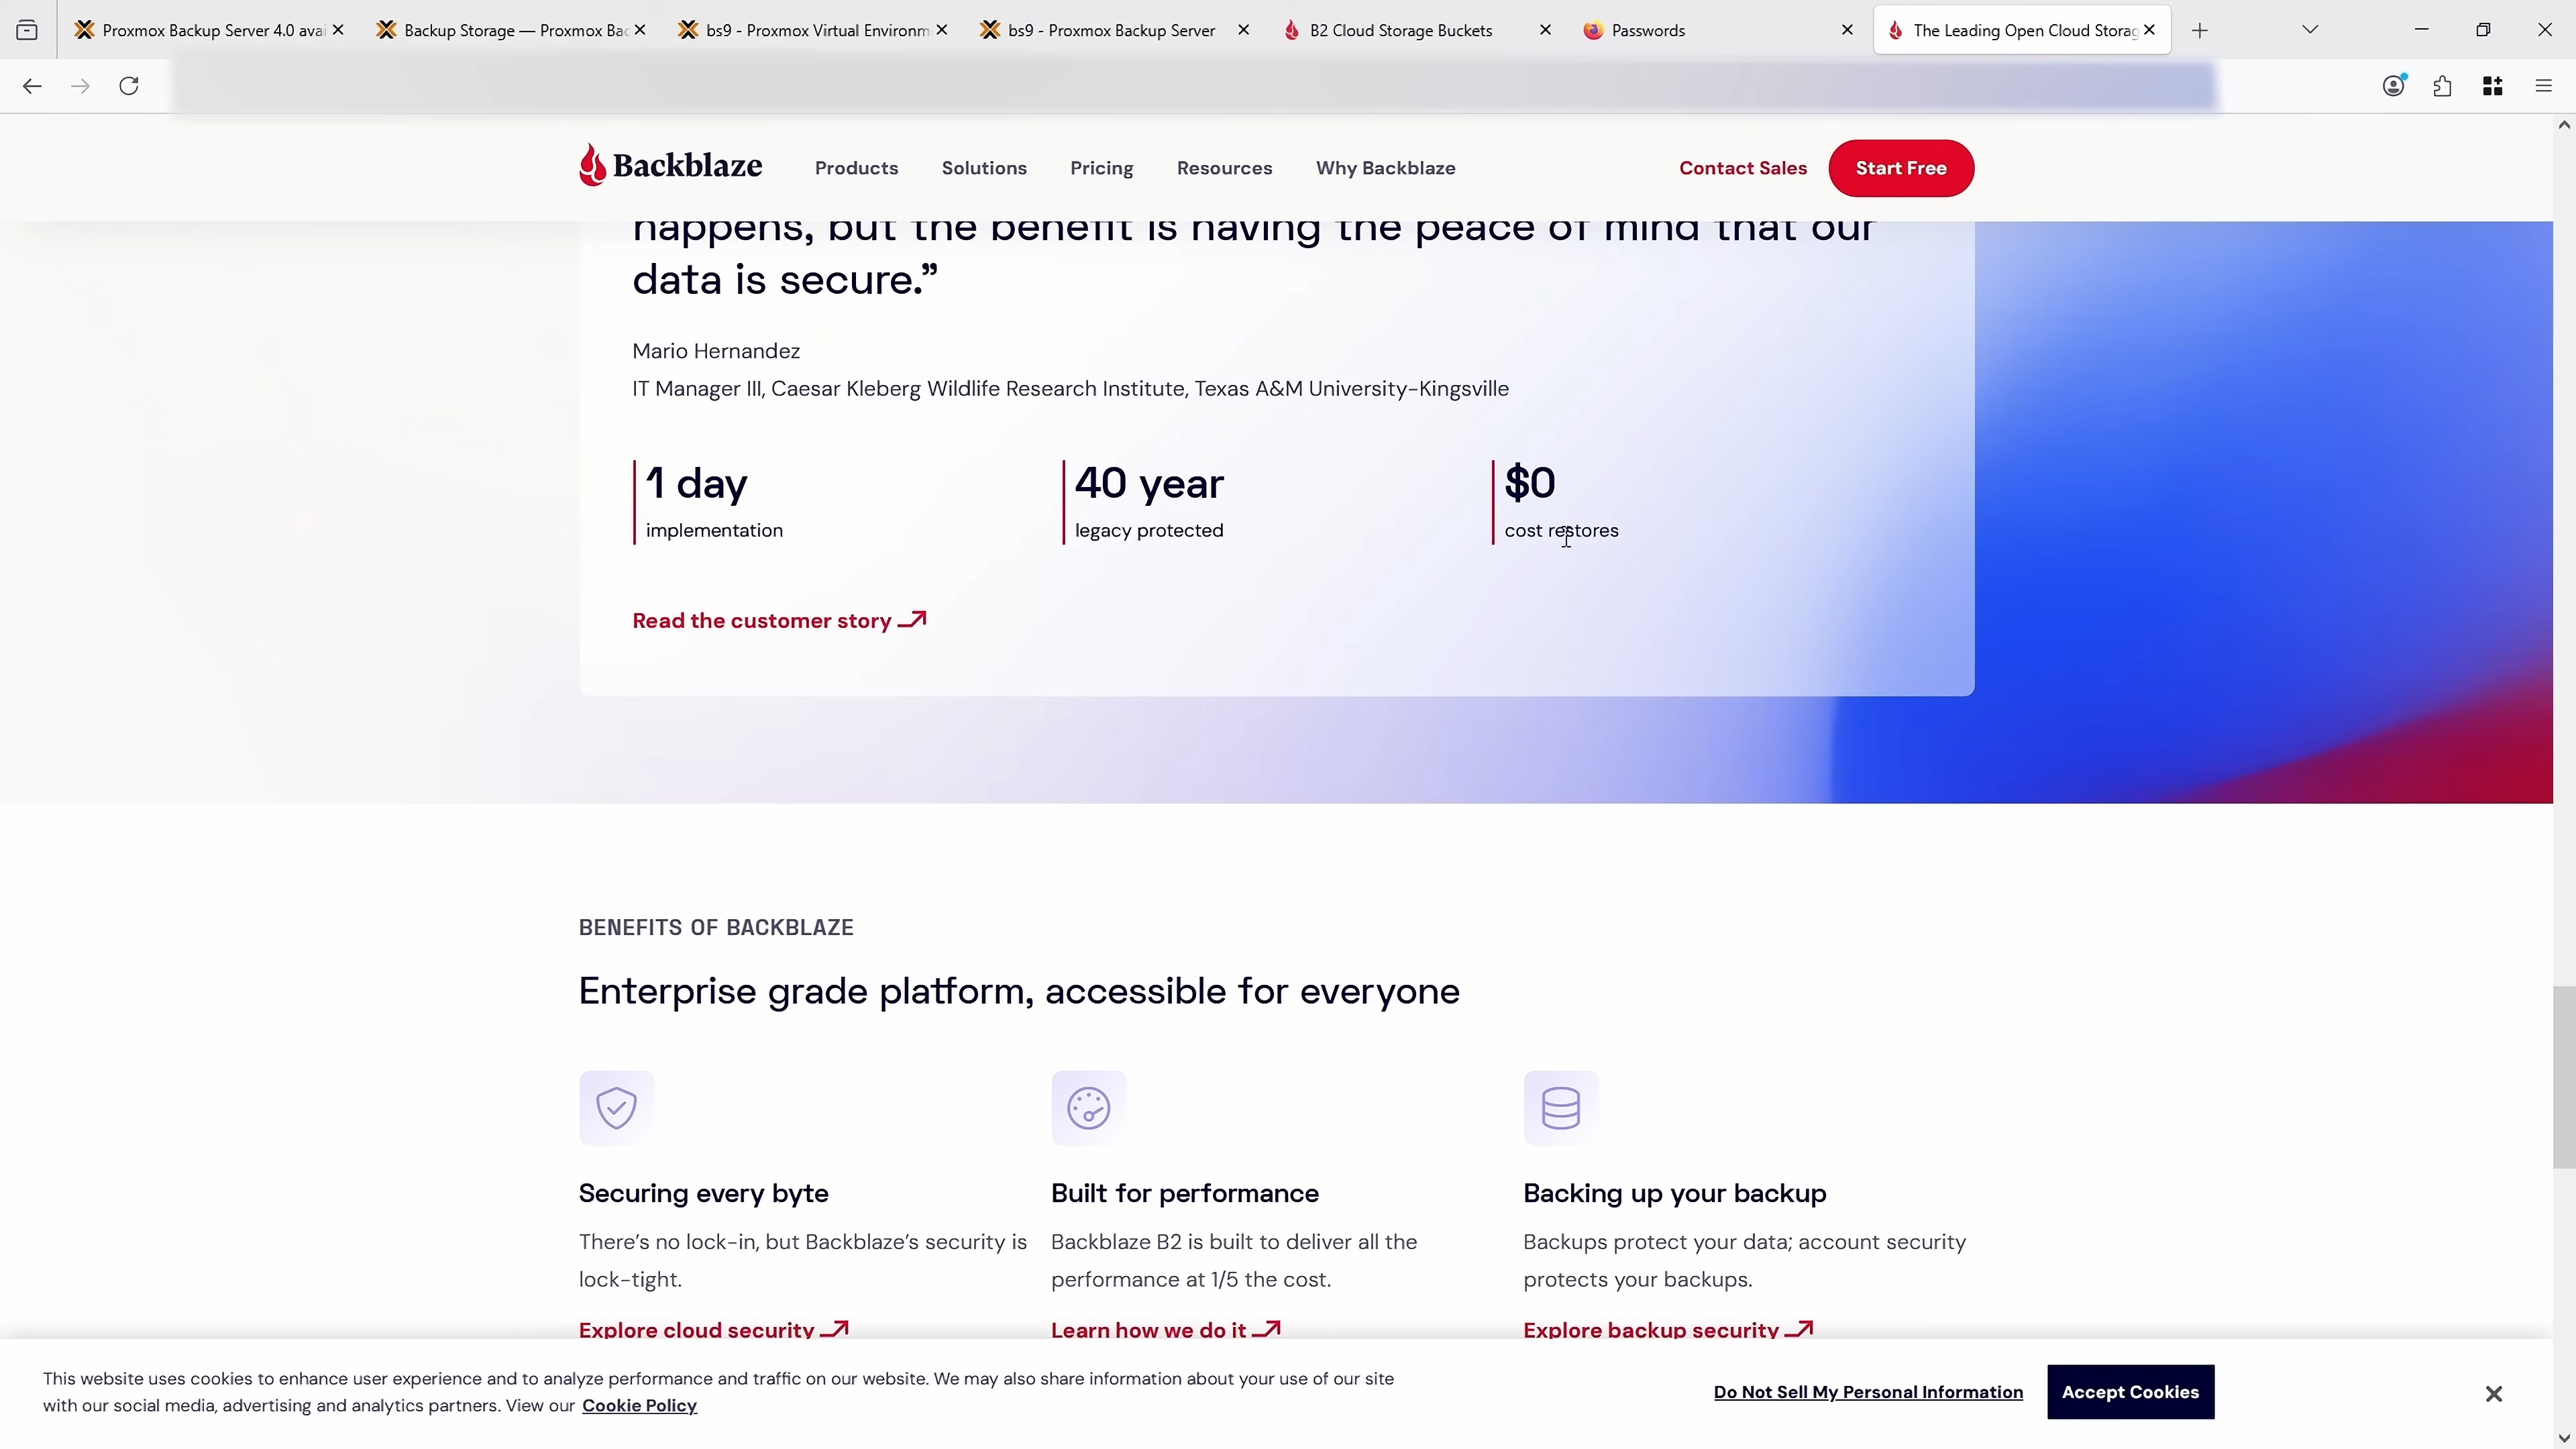 Proxmox Backup Server 4.0 avai
Backup Storage — Proxmox Bac
bs9 - Proxmox Virtual Environm
bs9 - Proxmox Backup Server
B2 Cloud Storage Buckets
Passwords
The Leading Open Cloud Storag
Backblaze
Products
Solutions
Pricing
Resources
Why Backblaze
Contact Sales
Start Free
happens, but the benefit is having the peace of mind that our
data is secure.”
Mario Hernandez
IT Manager III, Caesar Kleberg Wildlife Research Institute, Texas A&M University-Kingsville
1 day
implementation
40 year
legacy protected
$0
cost restores
Read the customer story
BENEFITS OF BACKBLAZE
Enterprise grade platform, accessible for everyone
Securing every byte
There’s no lock-in, but Backblaze’s security is
lock-tight.
Explore cloud security
Built for performance
Backblaze B2 is built to deliver all the
performance at 1/5 the cost.
Learn how we do it
Backing up your backup
Backups protect your data; account security
protects your backups.
Explore backup security
This website uses cookies to enhance user experience and to analyze performance and traffic on our website. We may also share information about your use of our site
with our social media, advertising and analytics partners. View our Cookie Policy
Do Not Sell My Personal Information
Accept Cookies